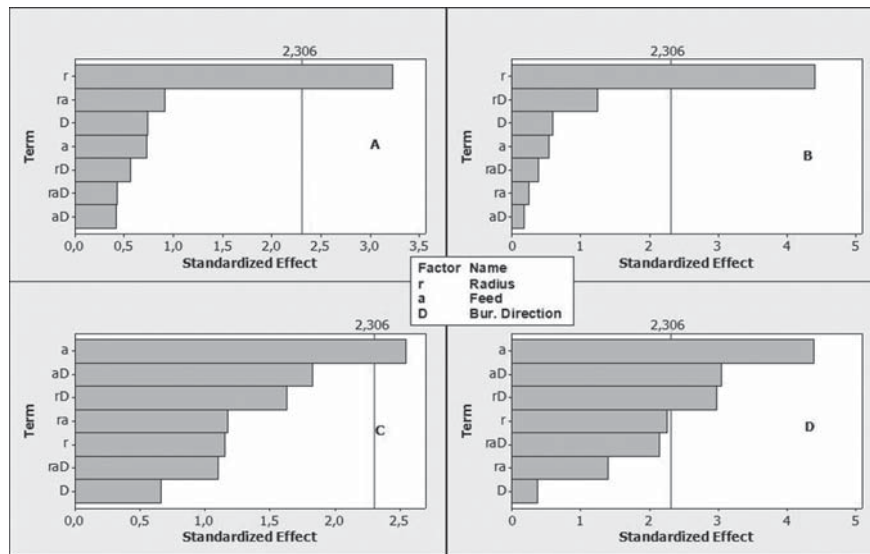 2,306
r
ra
D
a
rD
raD
aD
Term
A
0,0 0,5 1,0 1,5 2,0 2,5 3,0 3,5
Standardized Effect
2,306
r
rD
D
a
raD
ra
aD
Term
B
0 1 2 3 4 5
Standardized Effect
Factor Name
r Radius
a Feed
D Bur. Direction
2,306
a
aD
rD
ra
r
raD
D
Term
C
0,0 0,5 1,0 1,5 2,0 2,5
Standardized Effect
2,306
a
aD
rD
r
raD
ra
D
Term
D
0 1 2 3 4 5
Standardized Effect